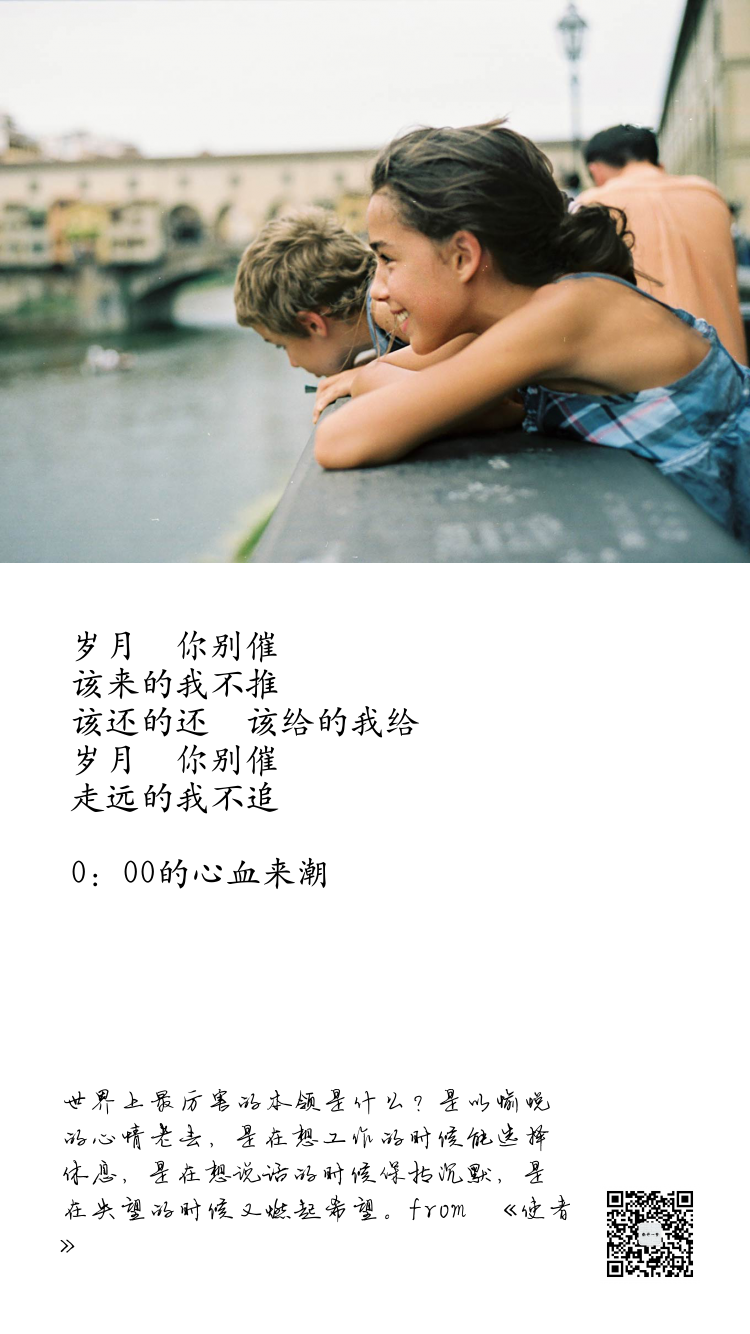 岁月　你别催
该来的我不推
该还的还　该给的我给
岁月　你别催
走远的我不追
0：00的心血来潮
世界上最厉害的本领是什么？是以愉悦
的心情老去，是在想工作的时候能选择
休息，是在想说话的时候保持沉默，是
在失望的时候又燃起希望。from　《使者
》